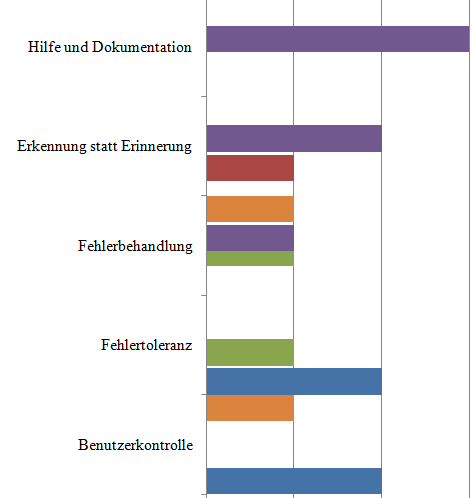 Hilfe und Dokumentation
Erkennung statt Erinnerung
Fehlerbehandlung
Fehlertoleranz
Benutzerkontrolle